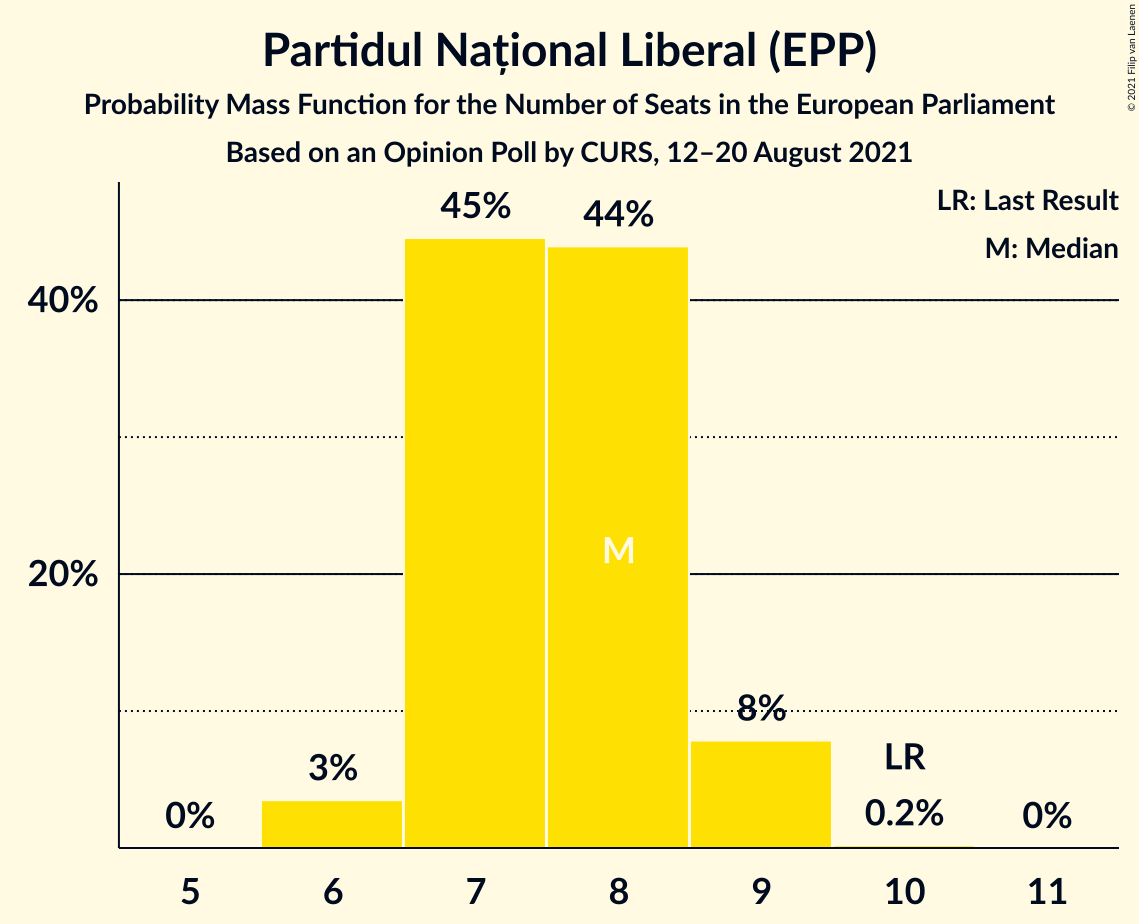 Partidul Național Liberal (EPP)
Probability Mass Function for the Number of Seats in the European Parliament
Based on an Opinion Poll by CURS, 12–20 August 2021
© 2021 Filip van Laenen
LR: Last Result
M: Median
45%
44%
40%
M
20%
8%
3%
LR
0%
0.2%
0%
5 6 7 8 9 10 11